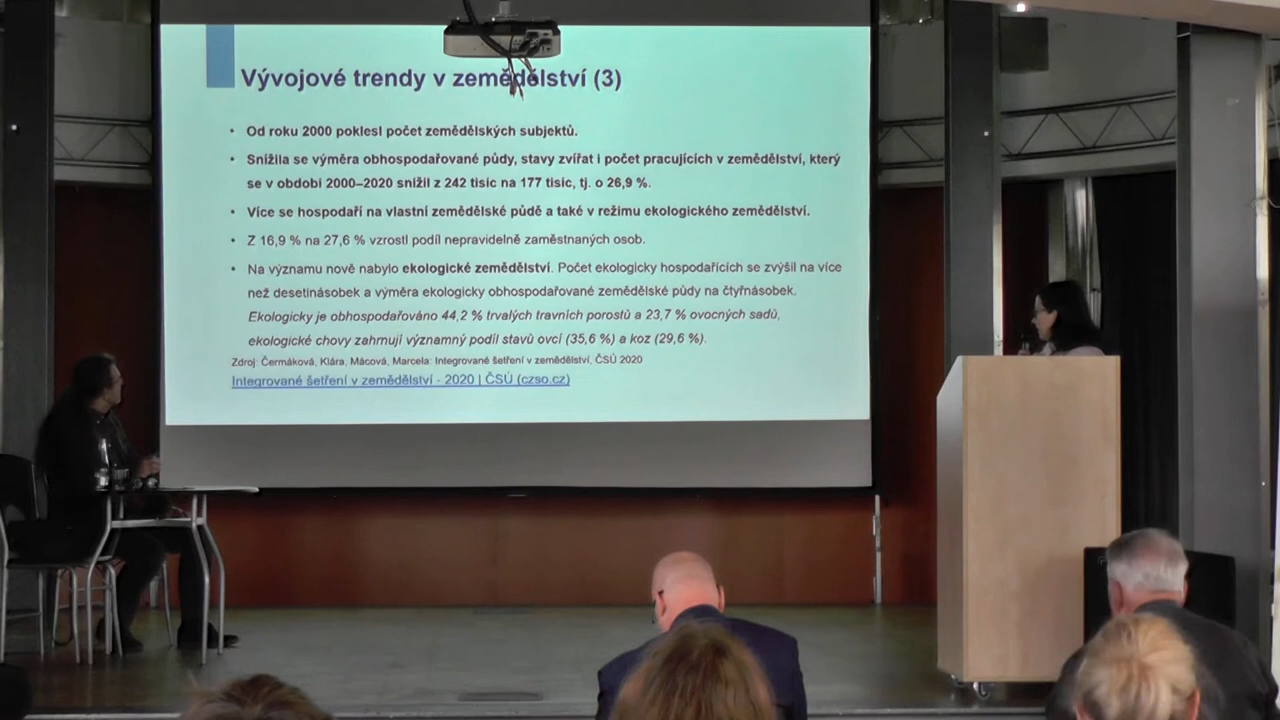 Vývojové trendy v zemědělství (3)
• Od roku 2000 poklesl počet zemědělských subjektů.
• Snížila se výměra obhospodařované půdy, stavy zvířat i počet pracujících v zemědělství, který
se v období 2000–2020 snížil z 242 tisíc na 177 tisíc, tj. o 26,9 %.
• Více se hospodaří na vlastní zemědělské půdě a také v režimu ekologického zemědělství.
• Z 16,9 % na 27,6 % vzrostl podíl nepravidelně zaměstnaných osob.
• Na významu nově nabylo ekologické zemědělství. Počet ekologicky hospodařících se zvýšil na více
než desetinásobek a výměra ekologicky obhospodařované zemědělské půdy na čtyřnásobek.
Ekologicky je obhospodařováno 44,2 % trvalých travních porostů a 23,7 % ovocných sadů,
ekologické chovy zahrnují významný podíl stavů ovcí (35,6 %) a koz (29,6 %).
Zdroj: Čermáková, Klára, Mácová, Marcela: Integrované šetření v zemědělství, ČSÚ 2020
Integrované šetření v zemědělství - 2020 | ČSÚ (czso.cz)